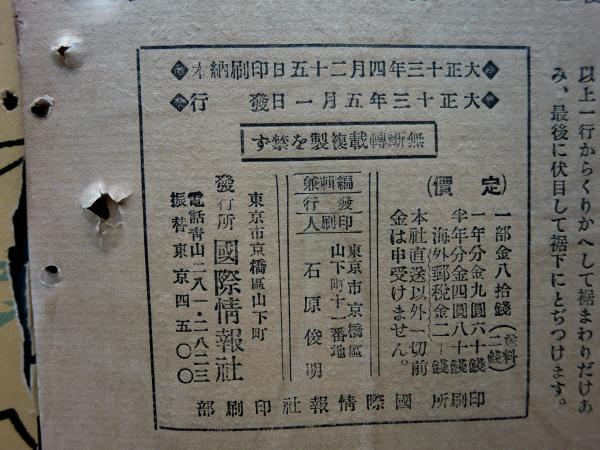 以上一行からくりかへして裾まわりだけあ
み、最後に伏目して裾下にとぢつけます。
大正十三年四月二十五日印刷納本
大正十三年五月一日發行
無斷轉載複製を禁ず
定價
一部金八拾錢(送料二錢)
一年分金九圓六十錢
半年分金四圓八十錢
海外郵税金二十錢
本社直送以外一切前
金は申受けません。
編輯兼
發行
印刷人
東京市京橋區
山下町十一番地
石原俊明
東京市京橋區山下町
發行所 國際情報社
電話青山二八一・二八二三
振替東京四五〇〇
印刷所 國際情報社印刷部